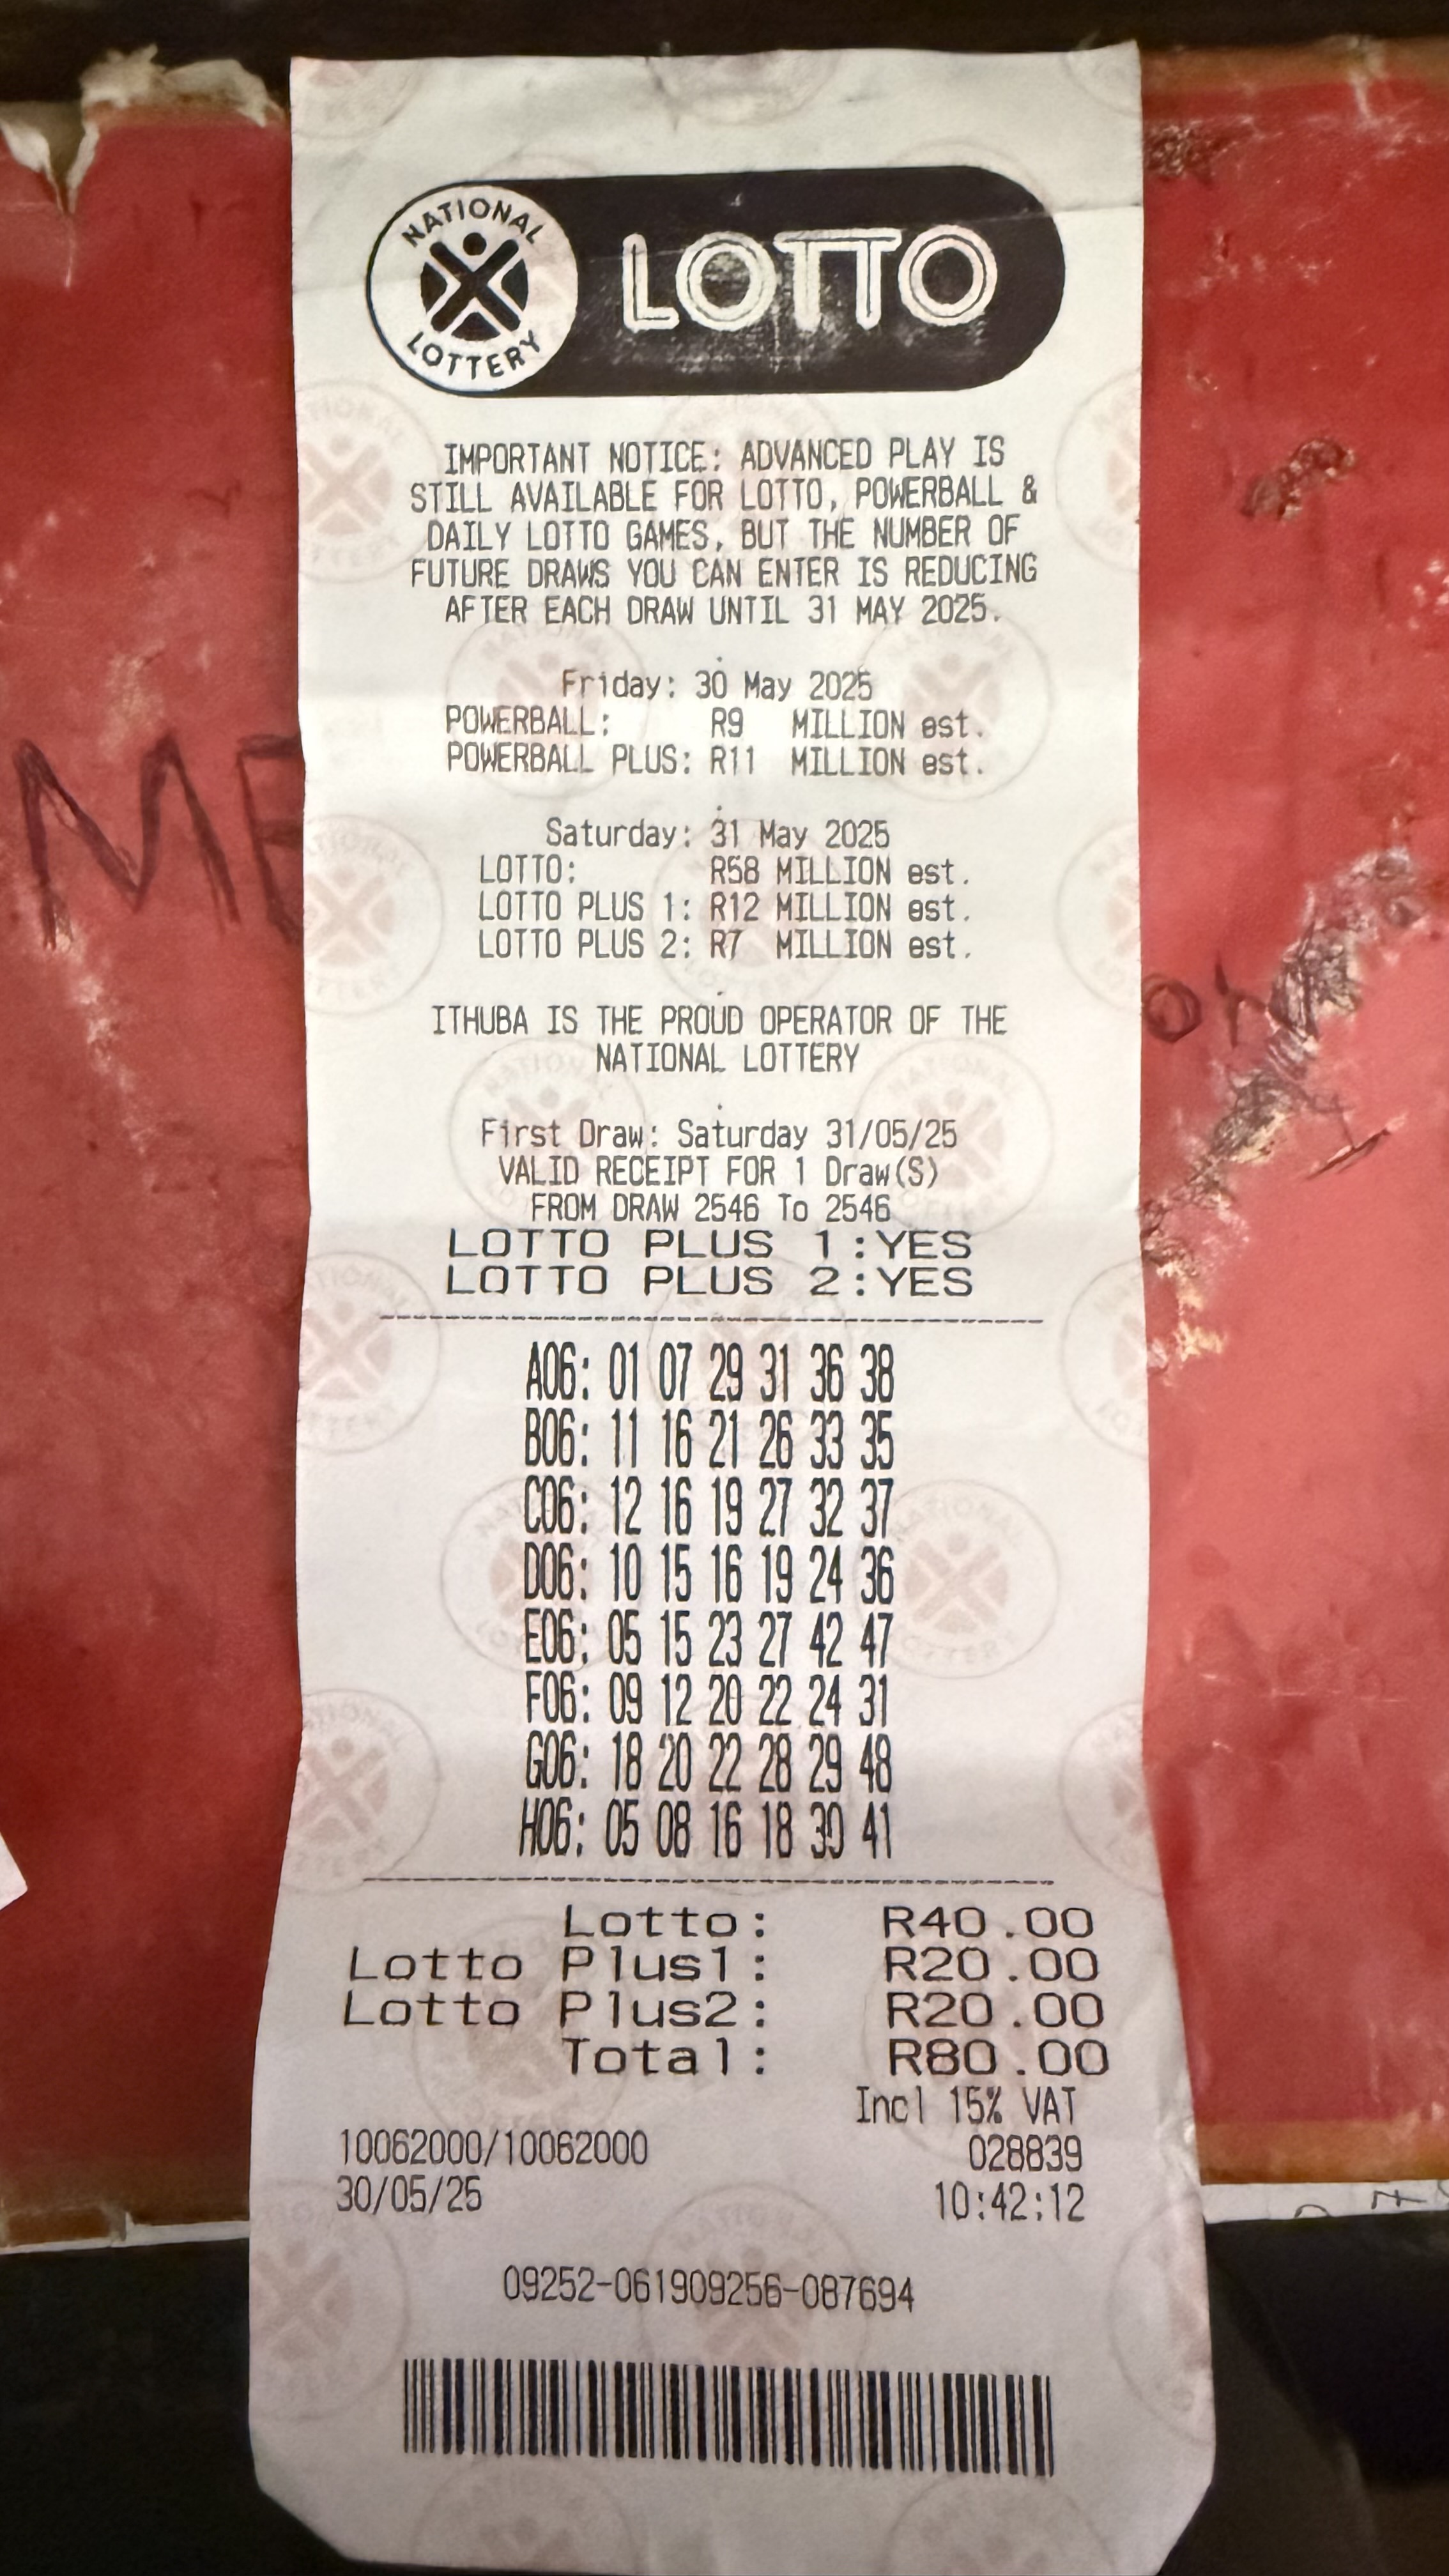 NATIONAL
LOTTERY
LOTTO
IMPORTANT NOTICE: ADVANCED PLAY IS
STILL AVAILABLE FOR LOTTO, POWERBALL &
DAILY LOTTO GAMES, BUT THE NUMBER OF
FUTURE DRAWS YOU CAN ENTER IS REDUCING
AFTER EACH DRAW UNTIL 31 MAY 2025.
Friday: 30 May 2025
POWERBALL: R9 MILLION est.
POWERBALL PLUS: R11 MILLION est.
Saturday: 31 May 2025
LOTTO: R58 MILLION est.
LOTTO PLUS 1: R12 MILLION est.
LOTTO PLUS 2: R7 MILLION est.
ITHUBA IS THE PROUD OPERATOR OF THE
NATIONAL LOTTERY
First Draw: Saturday 31/05/25
VALID RECEIPT FOR 1 Draw(S)
FROM DRAW 2546 To 2546
LOTTO PLUS 1:YES
LOTTO PLUS 2:YES
A06: 01 07 29 31 36 38
B06: 11 16 21 26 33 35
C06: 12 16 19 27 32 37
D06: 10 15 16 19 24 36
E06: 05 15 23 27 42 47
F06: 09 12 20 22 24 31
G06: 18 20 22 28 29 48
H06: 05 08 16 18 30 41
Lotto: R40.00
Lotto Plus1: R20.00
Lotto Plus2: R20.00
Total: R80.00
Incl 15% VAT
10062000/10062000 028839
30/05/25 10:42:12
09252-061909256-087694